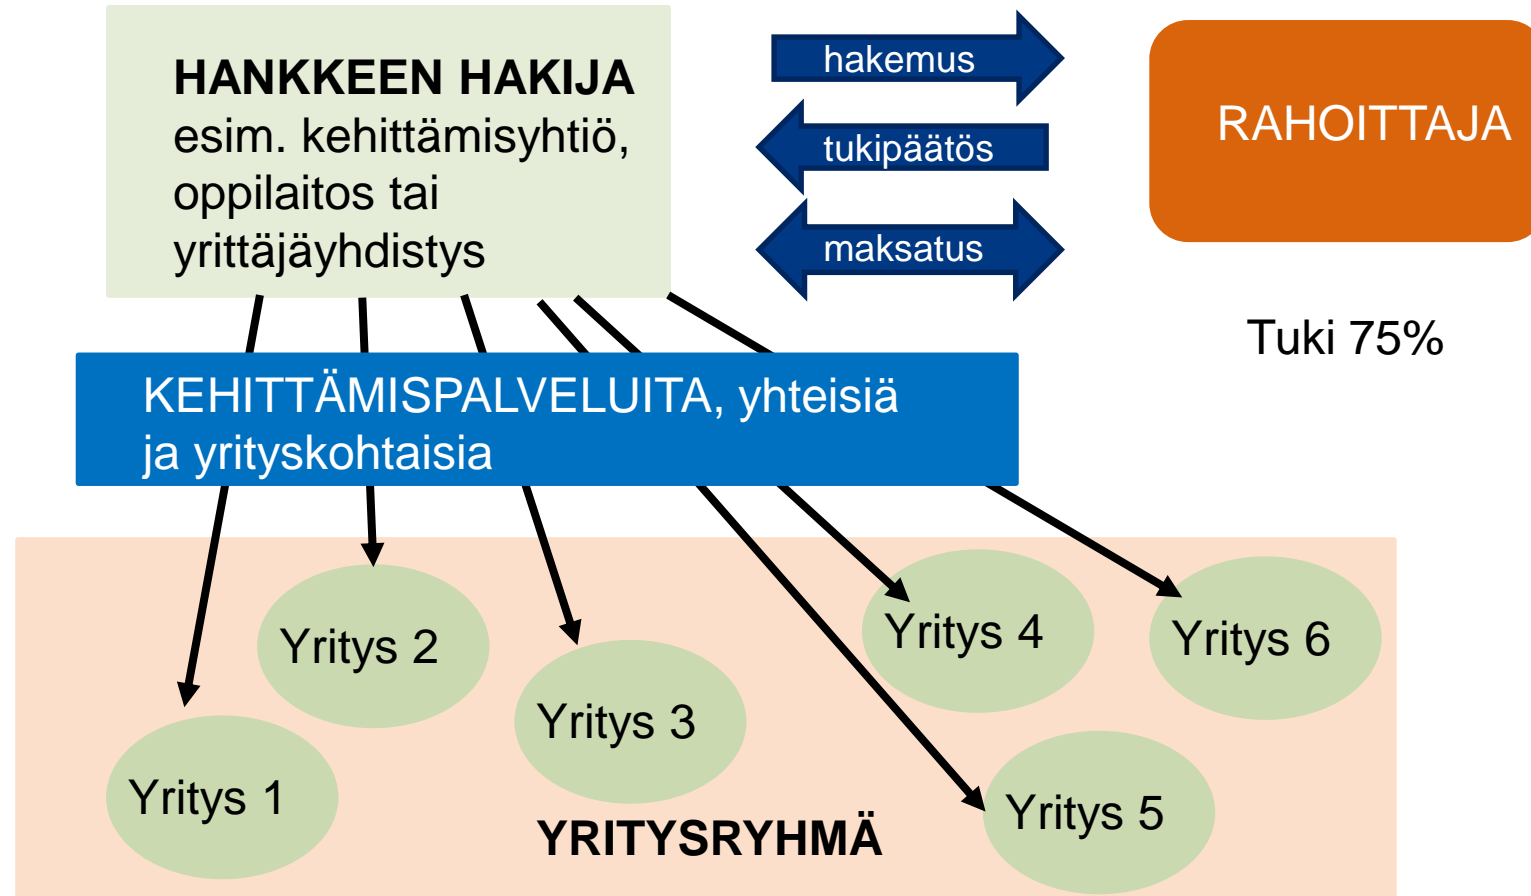 HANKKEEN HAKIJA
esim. kehittämisyhtiö,
oppilaitos tai
yrittäjäyhdistys
hakemus
tukipäätös
maksatus
RAHOITTAJA
Tuki 75%
KEHITTÄMISPALVELUITA, yhteisiä
ja yrityskohtaisia
Yritys 1
Yritys 2
Yritys 3
Yritys 4
Yritys 5
Yritys 6
YRITYSRYHMÄ